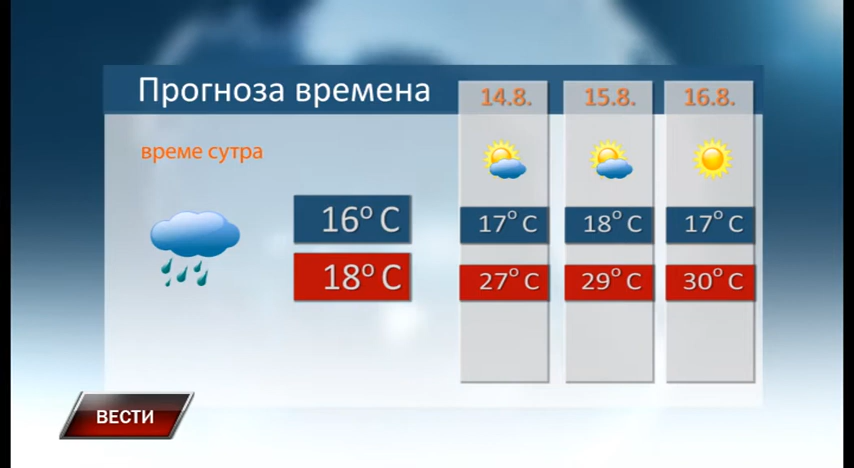 Прогноза времена
време сутра
16° C
18° C
14.8. 15.8. 16.8.
17° C 18° C 17° C
27° C 29° C 30° C
ВЕСТИ